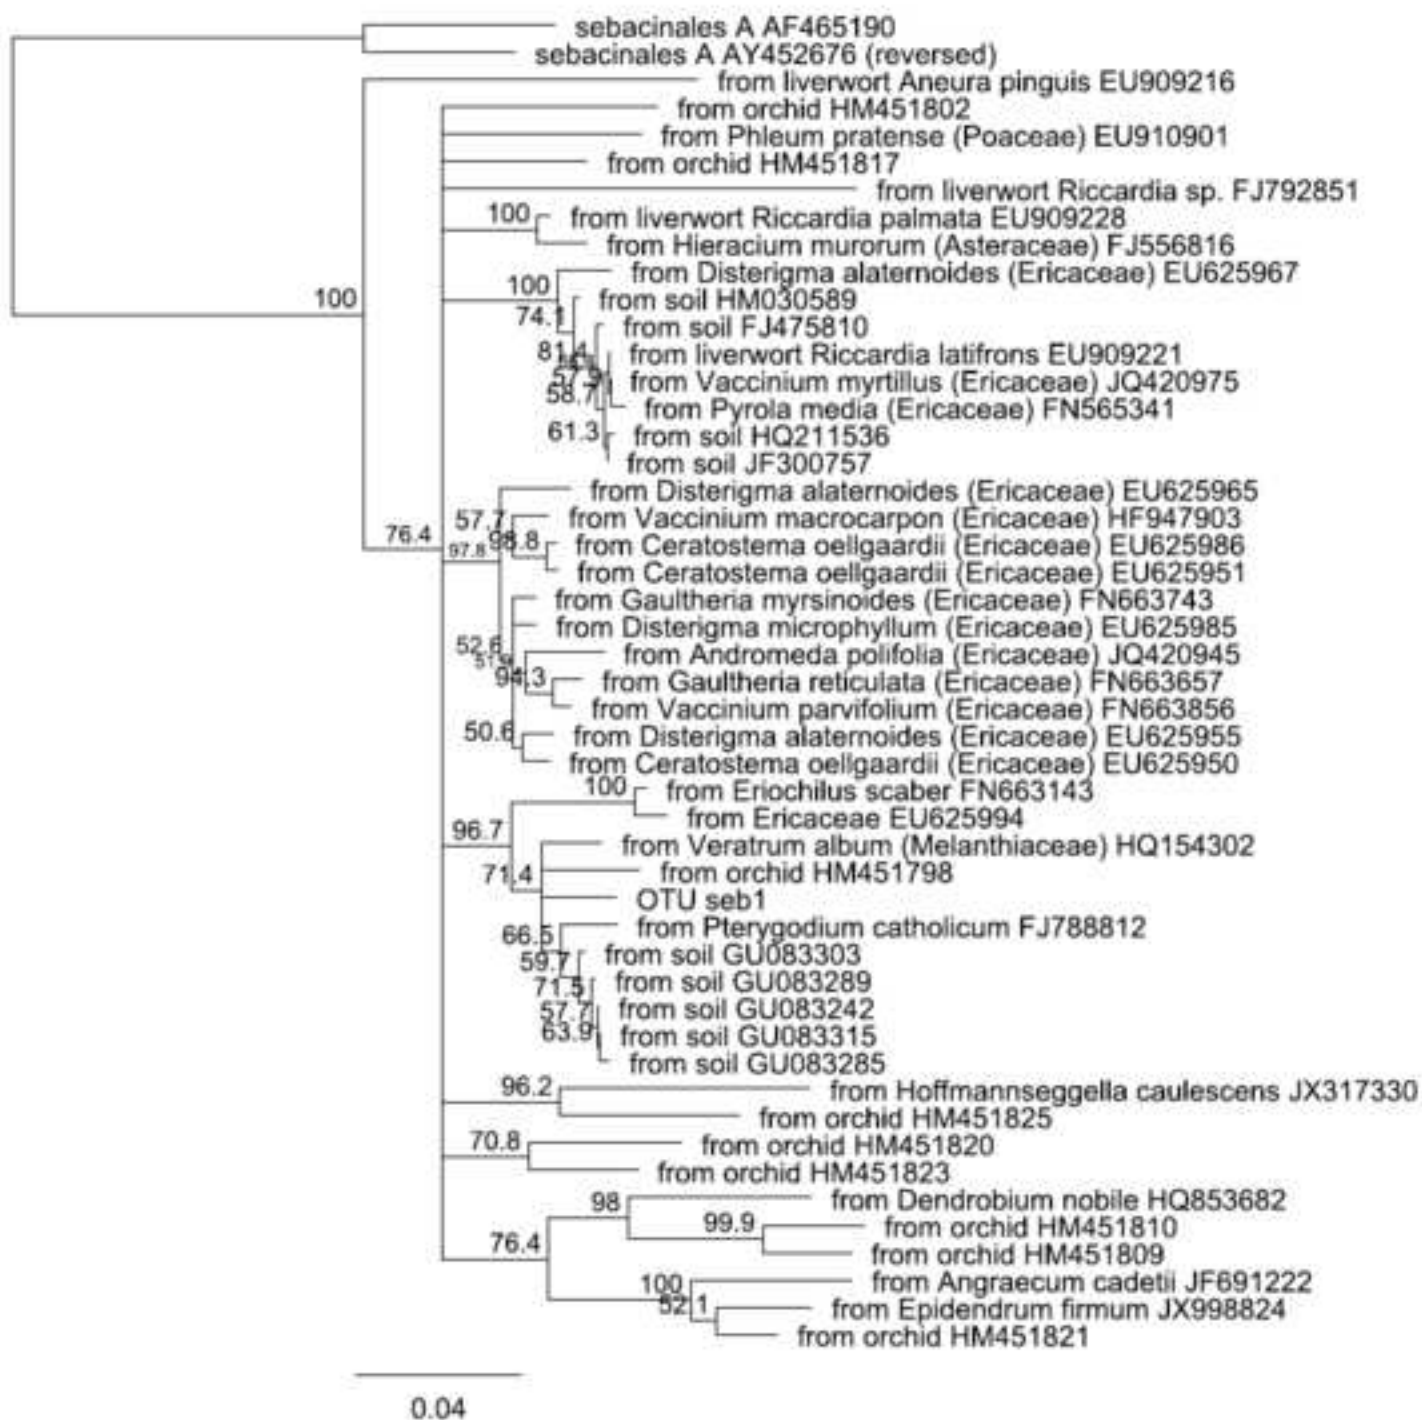 sebacinales A AF465190
sebacinales A AY452676 (reversed)
from liverwort Aneura pinguis EU909216
from orchid HM451802
from Phleum pratense (Poaceae) EU910901
from orchid HM451817
from liverwort Riccardia sp. FJ792851
100
from liverwort Riccardia palmata EU909228
from Hieracium murorum (Asteraceae) FJ556816
from Disterigma alaternoides (Ericaceae) EU625967
100
100
from soil HM030589
74.1
from soil FJ475810
81.4
from liverwort Riccardia latifrons EU909221
57.9
from Vaccinium myrtillus (Ericaceae) JQ420975
58.7
from Pyrola media (Ericaceae) FN565341
61.3
from soil HQ211536
from soil JF300757
from Disterigma alaternoides (Ericaceae) EU625965
57.7
from Vaccinium macrocarpon (Ericaceae) HF947903
76.4
97.8
98.8
from Ceratostema oellgaardii (Ericaceae) EU625986
from Ceratostema oellgaardii (Ericaceae) EU625951
from Gaultheria myrsinoides (Ericaceae) FN663743
from Disterigma microphyllum (Ericaceae) EU625985
52.6
from Andromeda polifolia (Ericaceae) JQ420945
94.3
from Gaultheria reticulata (Ericaceae) FN663657
from Vaccinium parvifolium (Ericaceae) FN663856
50.6
from Disterigma alaternoides (Ericaceae) EU625955
from Ceratostema oellgaardii (Ericaceae) EU625950
100
from Eriochilus scaber FN663143
from Ericaceae EU625994
96.7
from Veratrum album (Melanthiaceae) HQ154302
71.4
from orchid HM451798
OTU seb1
from Pterygodium catholicum FJ788812
66.5
from soil GU083303
59.7
from soil GU083289
71.5
from soil GU083242
57.7
from soil GU083315
63.9
from soil GU083285
96.2
from Hoffmannseggella caulescens JX317330
from orchid HM451825
70.8
from orchid HM451820
from orchid HM451823
98
from Dendrobium nobile HQ853682
99.9
from orchid HM451810
76.4
from orchid HM451809
100
from Angraecum cadetii JF691222
52.1
from Epidendrum firmum JX998824
from orchid HM451821
0.04